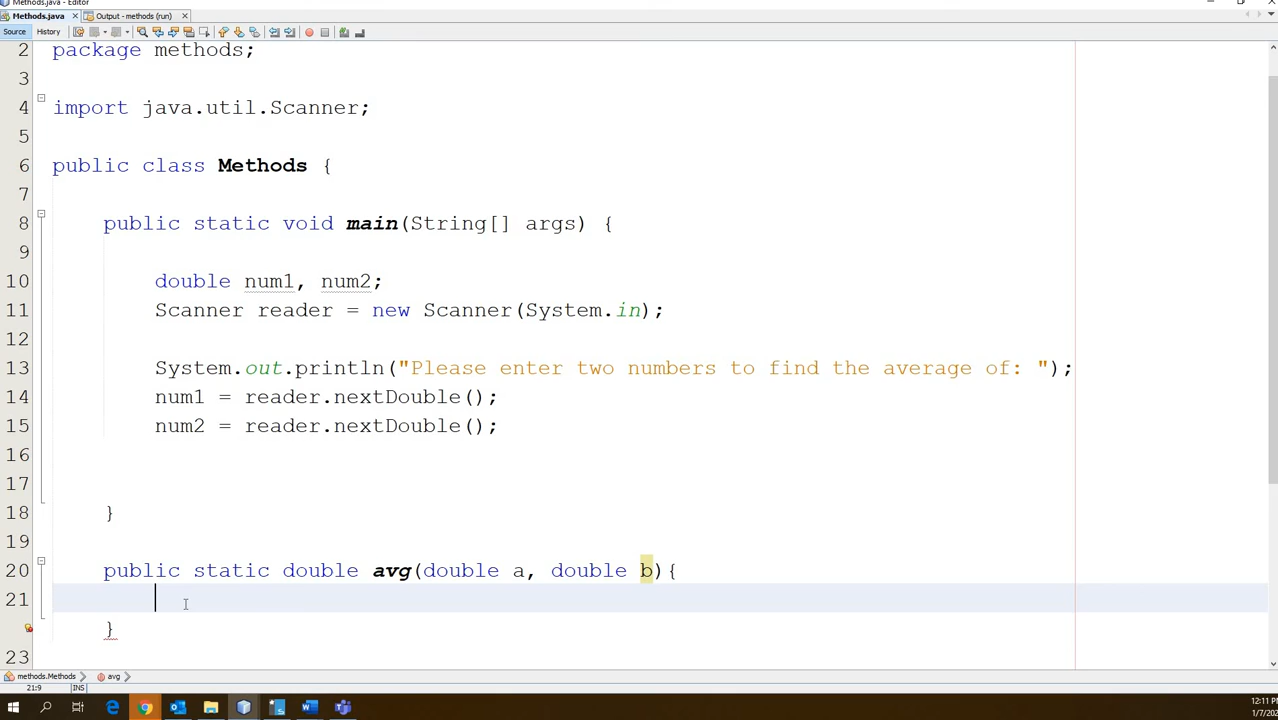 Methods.java - Editor
Methods.java × Output - methods (run) ×
Source History
2 package methods;
3
4 import java.util.Scanner;
5
6 public class Methods {
7
8 public static void main(String[] args) {
9
10 double num1, num2;
11 Scanner reader = new Scanner(System.in);
12
13 System.out.println("Please enter two numbers to find the average of: ");
14 num1 = reader.nextDouble();
15 num2 = reader.nextDouble();
16
17
18 }
19
20 public static double avg(double a, double b){
21
}
23
methods.Methods avg
21:9 INS
12:11 PM